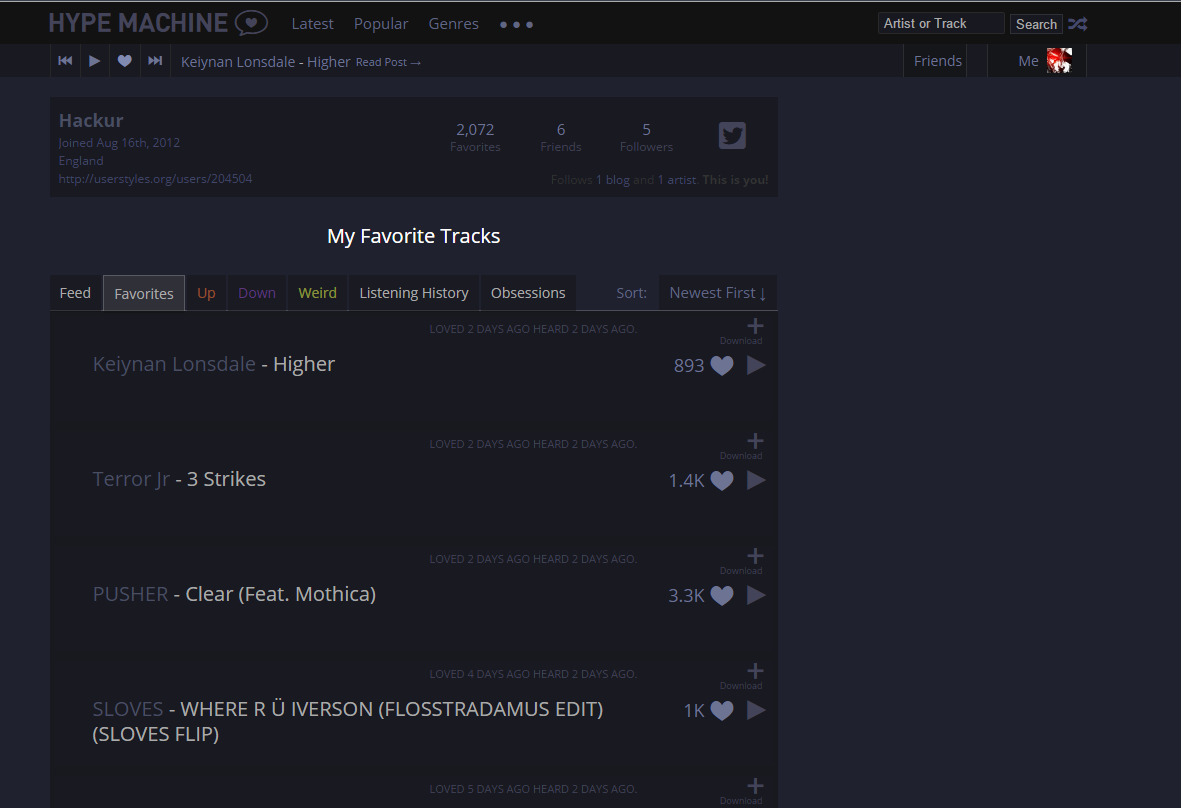 HYPE MACHINE Latest Popular Genres Artist or Track Search
Keiynan Lonsdale - Higher Read Post → Friends Me
Hackur
Joined Aug 16th, 2012
England
http://userstyles.org/users/204504
2,072 6 5
Favorites Friends Followers
Follows 1 blog and 1 artist. This is you!
My Favorite Tracks
Feed Favorites Up Down Weird Listening History Obsessions Sort: Newest First ↓
LOVED 2 DAYS AGO HEARD 2 DAYS AGO.
Download
Keiynan Lonsdale - Higher 893
LOVED 2 DAYS AGO HEARD 2 DAYS AGO.
Download
Terror Jr - 3 Strikes 1.4K
LOVED 2 DAYS AGO HEARD 2 DAYS AGO.
Download
PUSHER - Clear (Feat. Mothica) 3.3K
LOVED 4 DAYS AGO HEARD 2 DAYS AGO.
Download
SLOVES - WHERE R Ü IVERSON (FLOSSTRADAMUS EDIT) 1K
(SLOVES FLIP)
LOVED 5 DAYS AGO HEARD 2 DAYS AGO.
Download